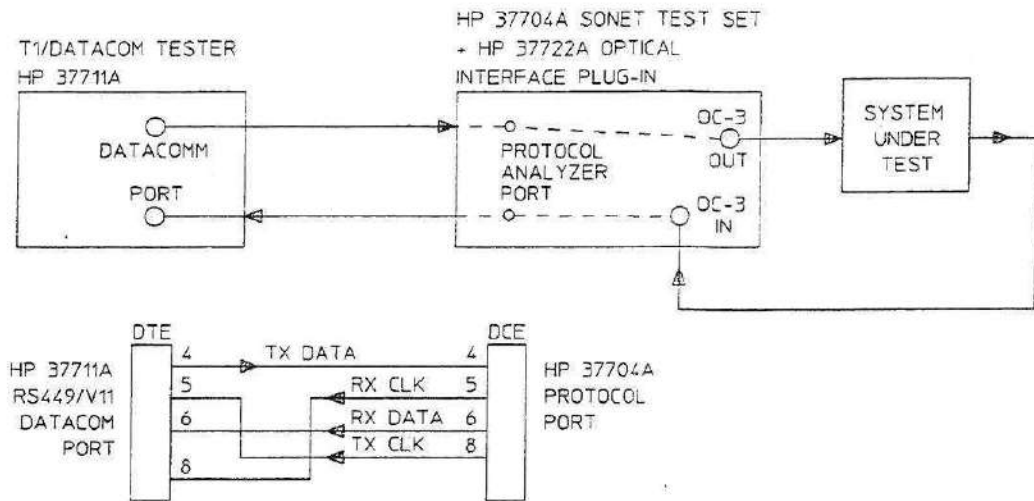 HP 37704A SONET TEST SET
+ HP 37722A OPTICAL
INTERFACE PLUG-IN
T1/DATACOM TESTER
HP 37711A
DATACOMM
PORT
PROTOCOL
ANALYZER
PORT
OC-3
OUT
OC-3
IN
SYSTEM
UNDER
TEST
DTE
DCE
HP 37711A
RS449/V11
DATACOM
PORT
4 TX DATA 4
5 RX CLK 5
6 RX DATA 6
TX CLK 8
8
HP 37704A
PROTOCOL
PORT